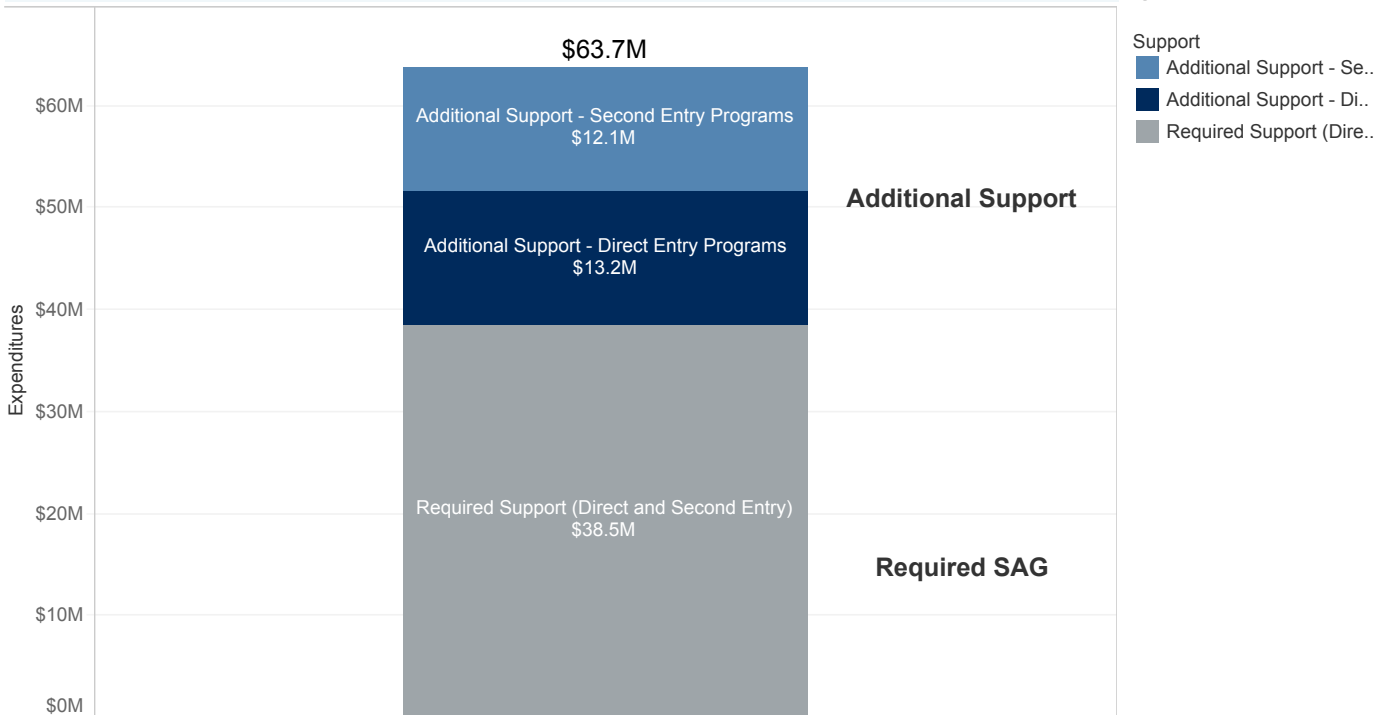 $63.7M
Support
Additional Support - Se..
Additional Support - Di..
Required Support (Dire..
$60M
Additional Support - Second Entry Programs
$12.1M
Additional Support
$50M
Additional Support - Direct Entry Programs
$13.2M
$40M
Expenditures
$30M
$20M
Required Support (Direct and Second Entry)
$38.5M
Required SAG
$10M
$0M